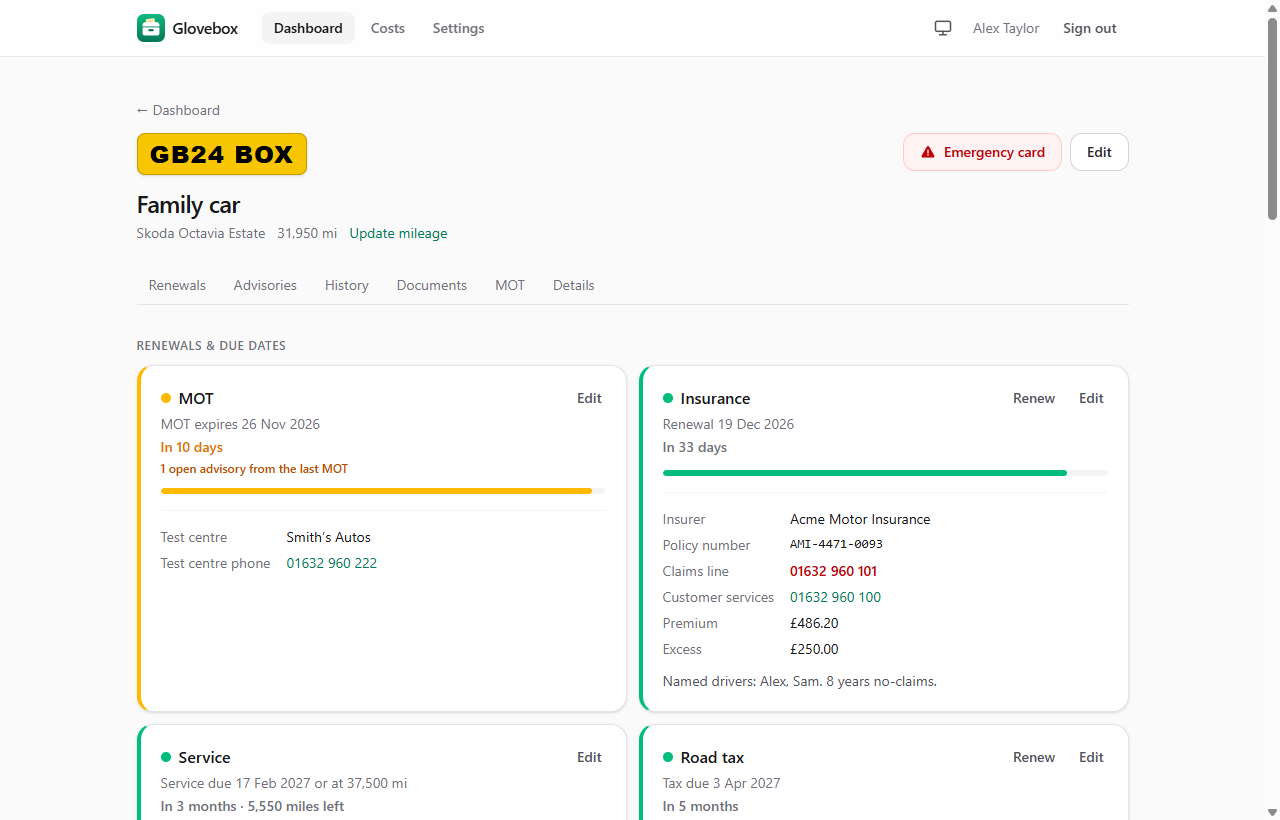 Glovebox Dashboard Costs Settings Alex Taylor Sign out
← Dashboard
GB24 BOX
Emergency card Edit
Family car
Skoda Octavia Estate 31,950 mi Update mileage
Renewals Advisories History Documents MOT Details
RENEWALS & DUE DATES
MOT Edit
MOT expires 26 Nov 2026
In 10 days
1 open advisory from the last MOT
Test centre Smith's Autos
Test centre phone 01632 960 222
Insurance Renew Edit
Renewal 19 Dec 2026
In 33 days
Insurer Acme Motor Insurance
Policy number AMI-4471-0093
Claims line 01632 960 101
Customer services 01632 960 100
Premium £486.20
Excess £250.00
Named drivers: Alex, Sam. 8 years no-claims.
Service Edit
Service due 17 Feb 2027 or at 37,500 mi
In 3 months · 5,550 miles left
Road tax Renew Edit
Tax due 3 Apr 2027
In 5 months